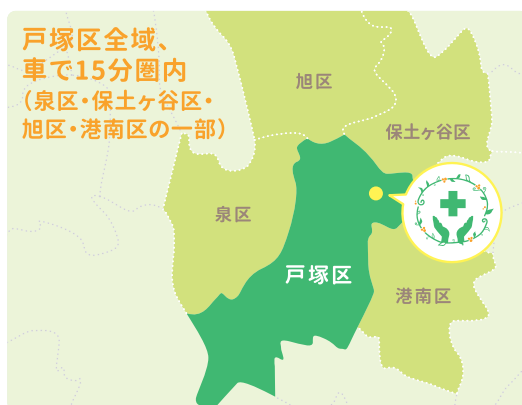 戸塚区全域、
車で15分圏内
（泉区・保土ヶ谷区・
旭区・港南区の一部）
旭区
保土ヶ谷区
泉区
戸塚区
港南区